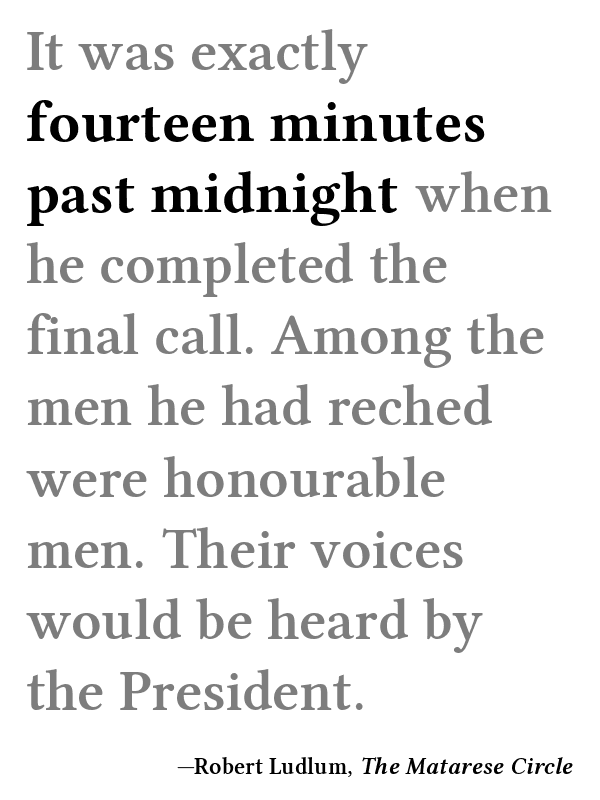 It was exactly
fourteen minutes
past midnight when
he completed the
final call. Among the
men he had reched
were honourable
men. Their voices
would be heard by
the President.
—Robert Ludlum, The Matarese Circle